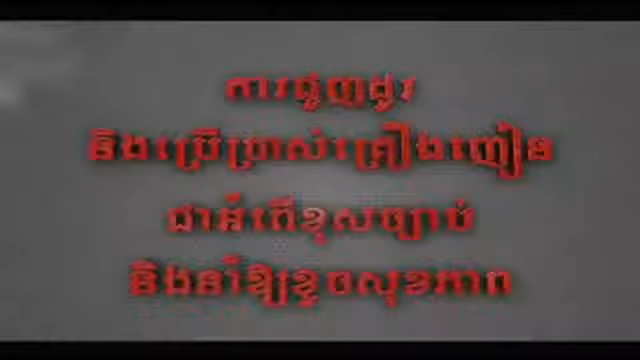 ការជួញដូរ
និងប្រើប្រាស់គ្រឿងញៀន
ជាអំពើខុសច្បាប់
និងនាំឱ្យខូចសុខភាព